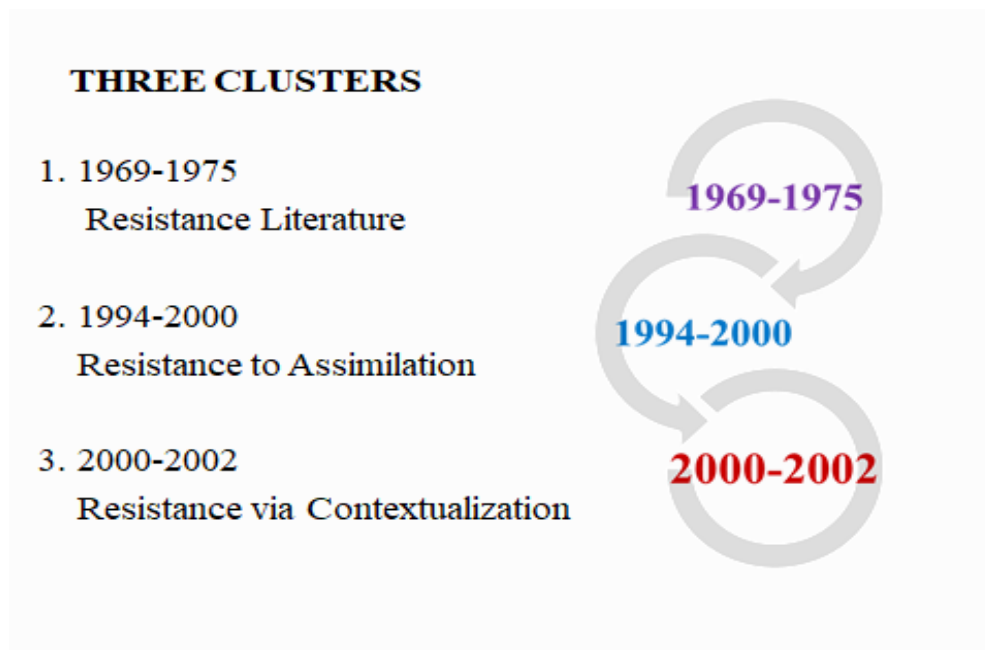 THREE CLUSTERS
1. 1969-1975
Resistance Literature
2. 1994-2000
Resistance to Assimilation
3. 2000-2002
Resistance via Contextualization
1969-1975
1994-2000
2000-2002